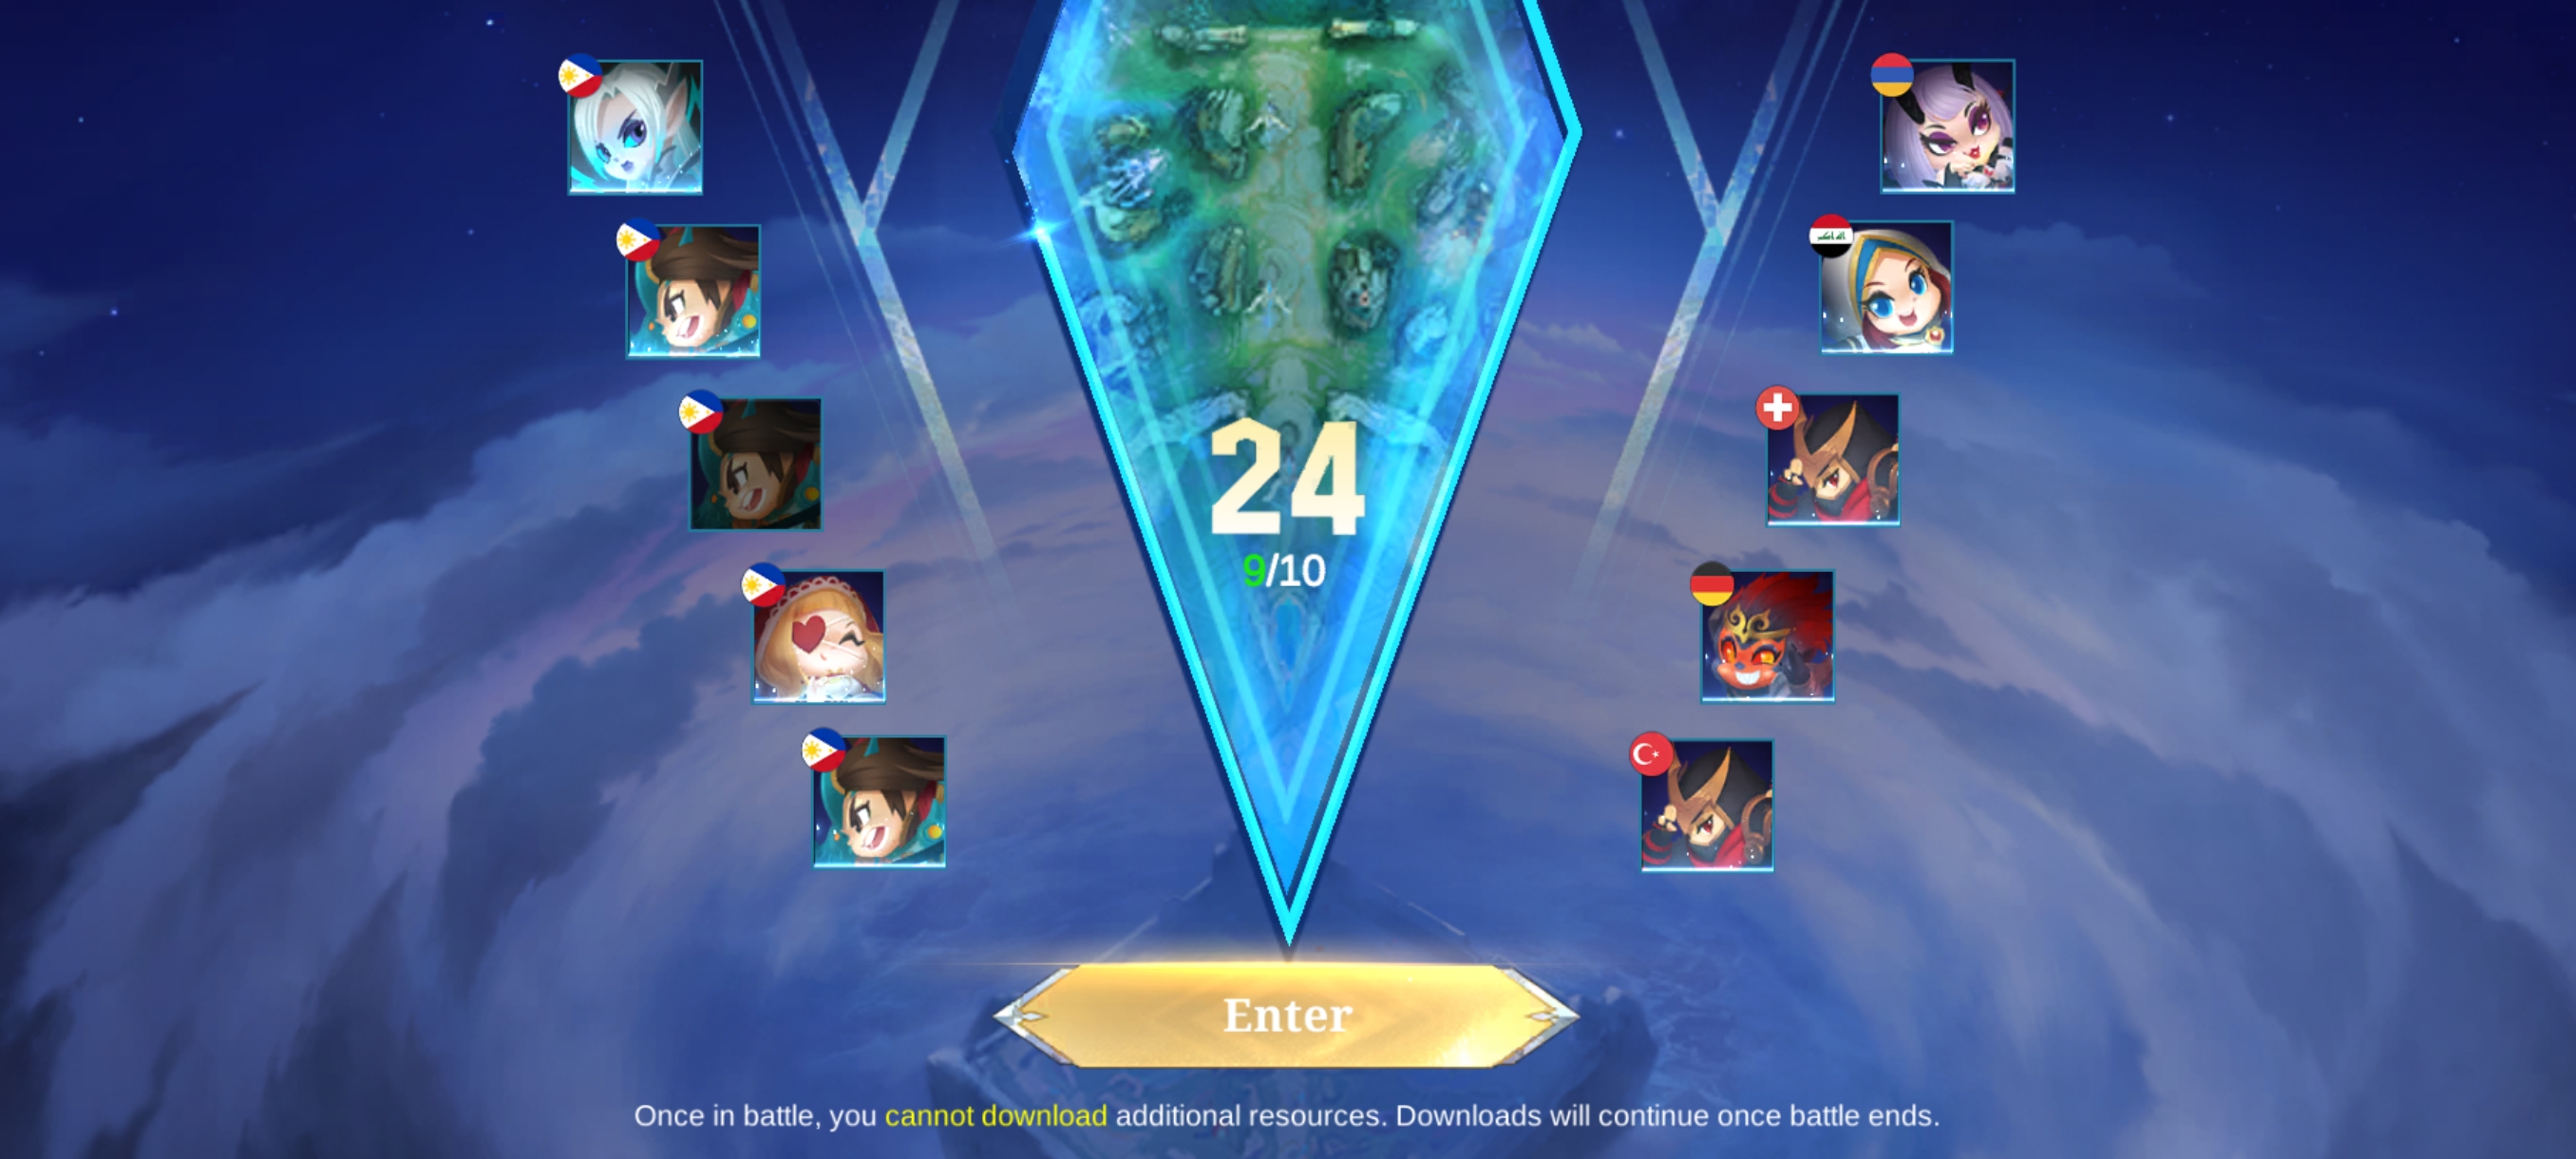 24
9/10
Enter
Once in battle, you cannot download additional resources. Downloads will continue once battle ends.